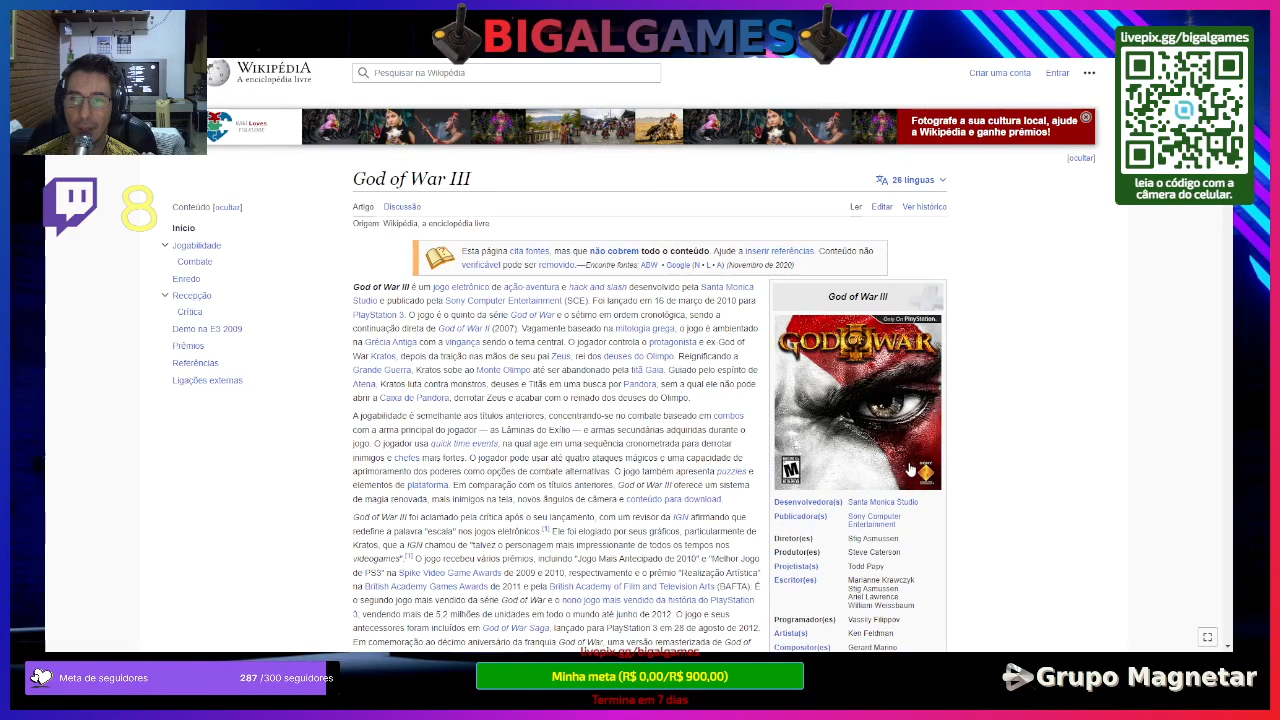 BIGALGAMES
livepix.gg/bigalgames
leia o código com a
câmera do celular.
WIKIPÉDIA
A enciclopédia livre
Pesquisar na Wikipédia
Criar uma conta
Entrar
Wiki Loves
FOLKLORE
Fotografe a sua cultura local, ajude
a Wikipédia e ganhe prémios!
[ocultar]
8
God of War III
26 línguas
Artigo Discussão
Ler Editar Ver histórico
Origem: Wikipédia, a enciclopédia livre
Conteúdo [ocultar]
Início
Jogabilidade
Combate
Enredo
Recepção
Crítica
Demo na E3 2009
Prêmios
Referências
Ligações externas
Esta página cita fontes, mas que não cobrem todo o conteúdo. Ajude a inserir referências. Conteúdo não
verificável pode ser removido.—Encontre fontes: ABW • Google (N • L • A) (Novembro de 2020)
God of War III é um jogo eletrônico de ação-aventura e hack and slash desenvolvido pela Santa Monica
Studio e publicado pela Sony Computer Entertainment (SCE). Foi lançado em 16 de março de 2010 para
PlayStation 3. O jogo é o quinto da série God of War e o sétimo em ordem cronológica, sendo a
continuação direta de God of War II (2007). Vagamente baseado na mitologia grega, o jogo é ambientado
na Grécia Antiga com a vingança sendo o tema central. O jogador controla o protagonista e ex-God of
War Kratos, depois da traição nas mãos de seu pai Zeus, rei dos deuses do Olimpo. Reignificando a
Grande Guerra, Kratos sobe ao Monte Olimpo até ser abandonado pela titã Gaia. Guiado pelo espírito de
Atena, Kratos luta contra monstros, deuses e Titãs em uma busca por Pandora, sem a qual ele não pode
abrir a Caixa de Pandora, derrotar Zeus e acabar com o reinado dos deuses do Olimpo.
A jogabilidade é semelhante aos títulos anteriores, concentrando-se no combate baseado em combos
com a arma principal do jogador — as Lâminas do Exílio — e armas secundárias adquiridas durante o
jogo. O jogador usa quick time events, na qual age em uma sequência cronometrada para derrotar
inimigos e chefes mais fortes. O jogador pode usar até quatro ataques mágicos e uma capacidade de
aprimoramento dos poderes como opções de combate alternativas. O jogo também apresenta puzzles e
elementos de plataforma. Em comparação com os títulos anteriores, God of War III oferece um sistema
de magia renovada, mais inimigos na tela, novos ângulos de câmera e conteúdo para download.
God of War III foi aclamado pela crítica após o seu lançamento, com um revisor da IGN afirmando que
redefine a palavra "escala" nos jogos eletrônicos.[1] Ele foi elogiado por seus gráficos, particularmente de
Kratos, que a IGN chamou de "talvez o personagem mais impressionante de todos os tempos nos
videogames".[1] O jogo recebeu vários prêmios, incluindo "Jogo Mais Antecipado de 2010" e "Melhor Jogo
de PS3" na Spike Video Game Awards de 2009 e 2010, respectivamente e o prêmio "Realização Artística"
na British Academy Games Awards de 2011 e pela British Academy of Film and Television Arts (BAFTA). É
o segundo jogo mais vendido da série God of War e o nono jogo mais vendido da história do PlayStation
3, vendendo mais de 5,2 milhões de unidades em todo o mundo até junho de 2012. O jogo e seus
antecessores foram incluídos em God of War Saga, lançado para PlayStation 3 em 28 de agosto de 2012.
Em comemoração ao décimo aniversário da franquia God of War, uma versão remasterizada de God of
God of War III
Only On PlayStation.
GOD OF WAR
III
M
SONY
Desenvolvedora(s) Santa Monica Studio
Publicadora(s) Sony Computer
Entertainment
Diretor(es) Stig Asmussen
Produtor(es) Steve Caterson
Projetista(s) Todd Papy
Escritor(es) Marianne Krawczyk
Stig Asmussen
Ariel Lawrence
William Weissbaum
Programador(es) Vassily Filippov
Artista(s) Ken Feldman
Compositor(es) Gerard Marino
livepix.gg/bigalgames
Meta de seguidores 287 /300 seguidores
Minha meta (R$ 0,00/R$ 900,00)
Termina em 7 dias
Grupo Magnetar